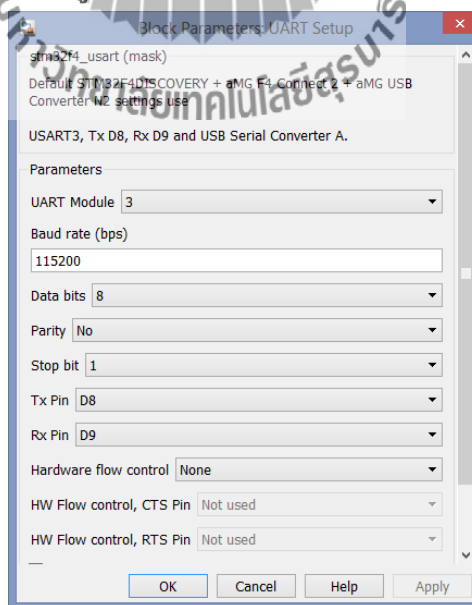 Block Parameters: UART Setup
stm32f4_usart (mask)
Default STM32F4DISCOVERY + aMG F4 Connect 2 + aMG USB
Converter N2 settings use
USART3, Tx D8, Rx D9 and USB Serial Converter A.
Parameters
UART Module 3
Baud rate (bps)
115200
Data bits 8
Parity No
Stop bit 1
Tx Pin D8
Rx Pin D9
Hardware flow control None
HW Flow control, CTS Pin Not used
HW Flow control, RTS Pin Not used
OK Cancel Help Apply